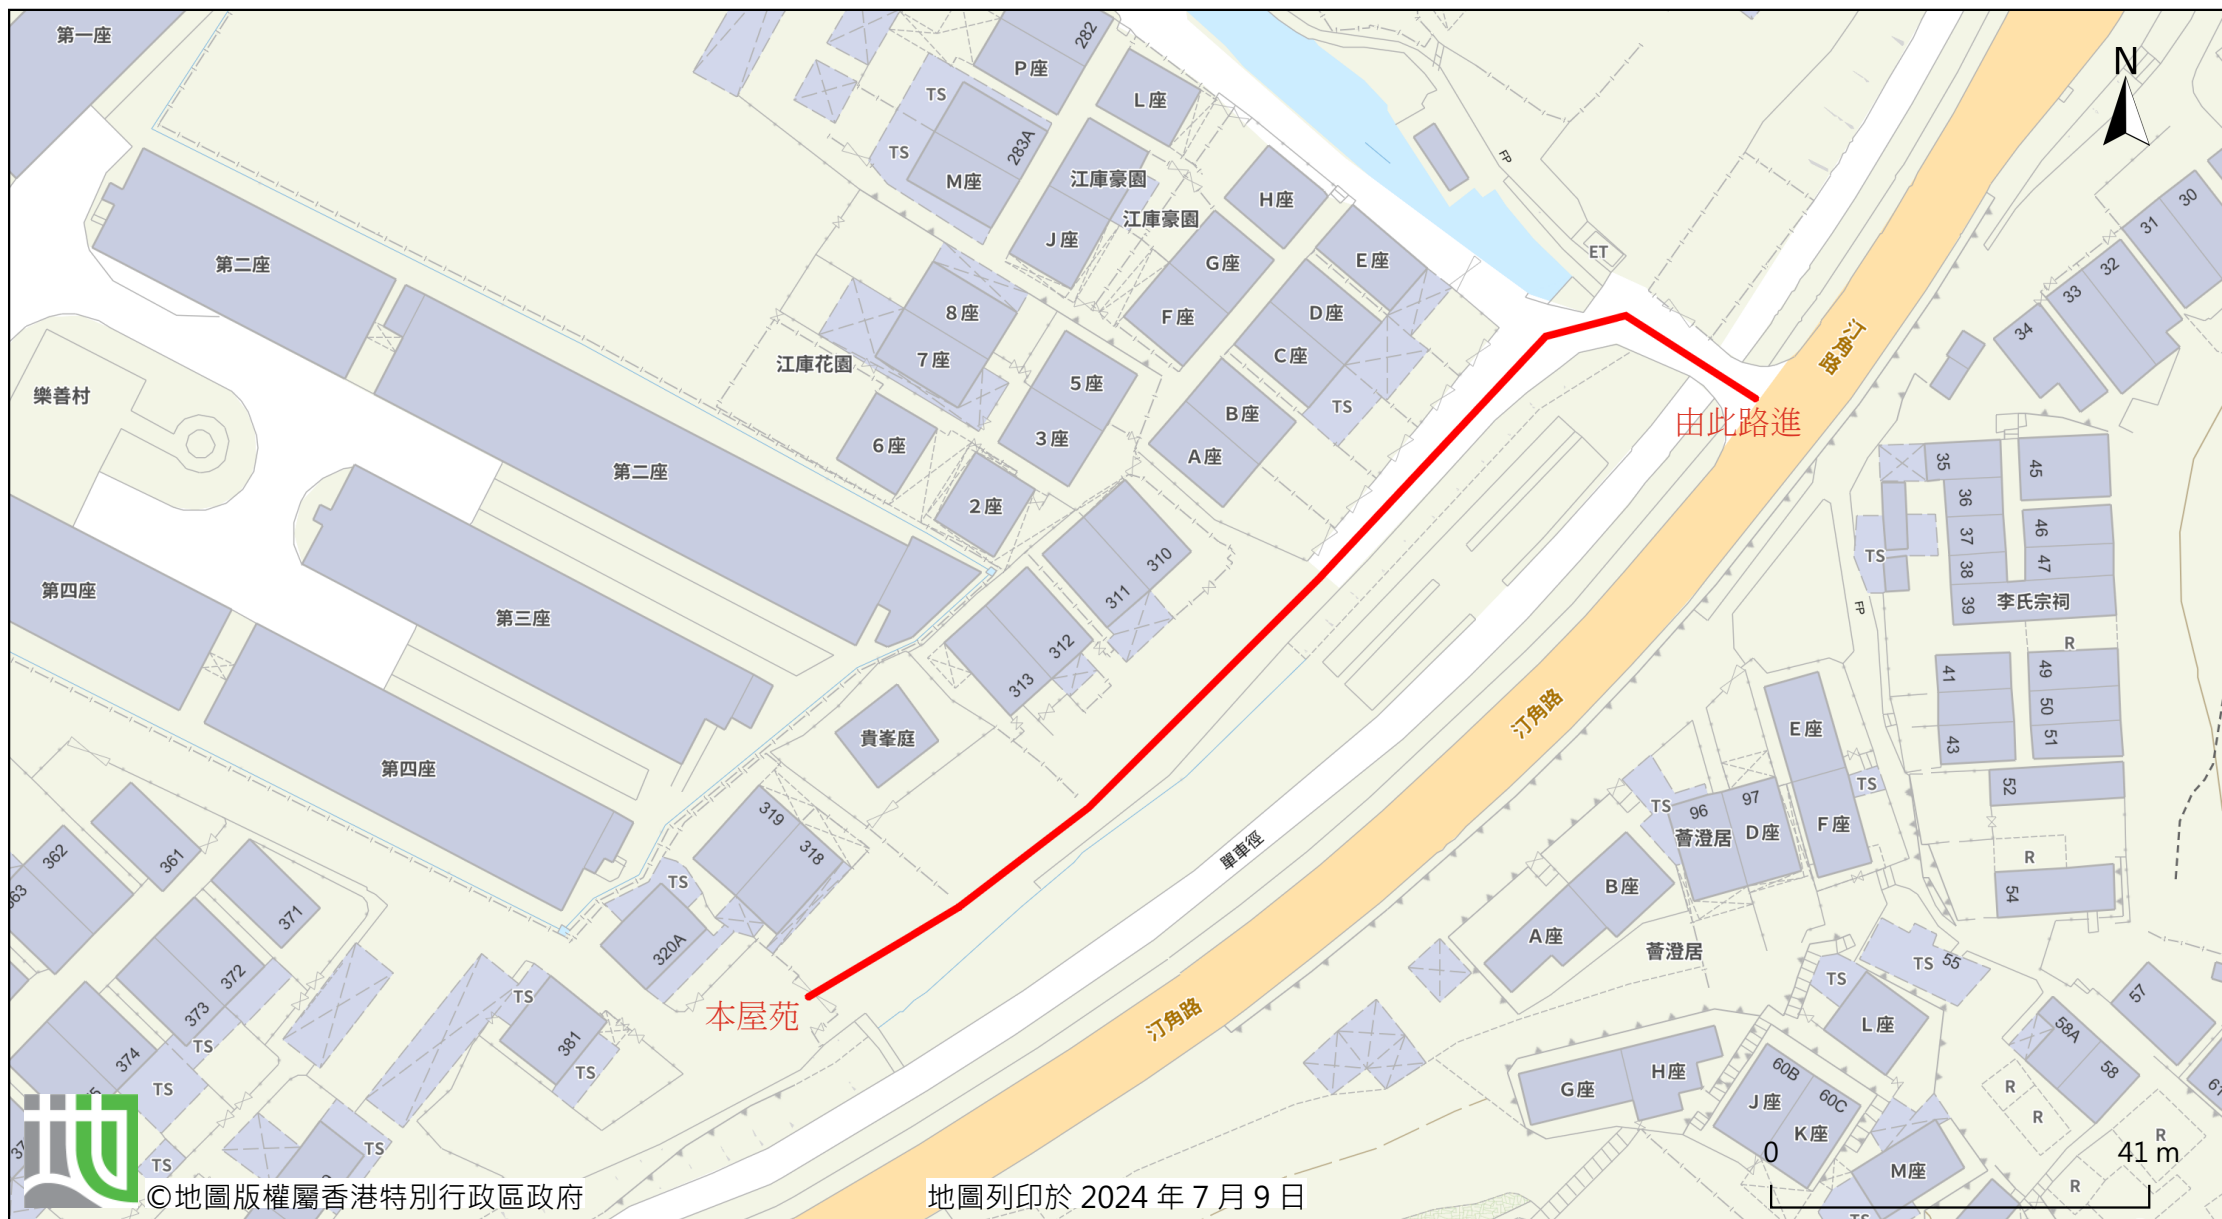 第一座
282
P座
N
L座
TS
283A
TS
M座
江庫豪園
江庫豪園
FP
H座
30
31
J座
G座
E座
ET
32
第二座
33
8座
F座
D座
34
汀角路
7座
C座
江庫花園
5座
樂善村
B座
TS
由此路進
3座
6座
A座
35
45
第二座
36
2座
46
37
310
TS
47
38
第四座
311
39
李氏宗祠
FP
第三座
312
R
313
41
49
汀角路
50
E座
貴峯庭
51
43
第四座
TS
52
319
TS
97
96
D座
F座
薈澄居
318
單車徑
362
361
R
TS
B座
363
54
371
A座
320A
薈澄居
TS
55
372
TS
TS
57
373
本屋苑
汀角路
L座
58A
381
374
TS
60B
H座
58
TS
TS
G座
R
61
J座
60C
R
K座
0
41 m
R
TS
TS
M座
R
©地圖版權屬香港特別行政區政府
地圖列印於 2024 年 7 月 9 日
TS